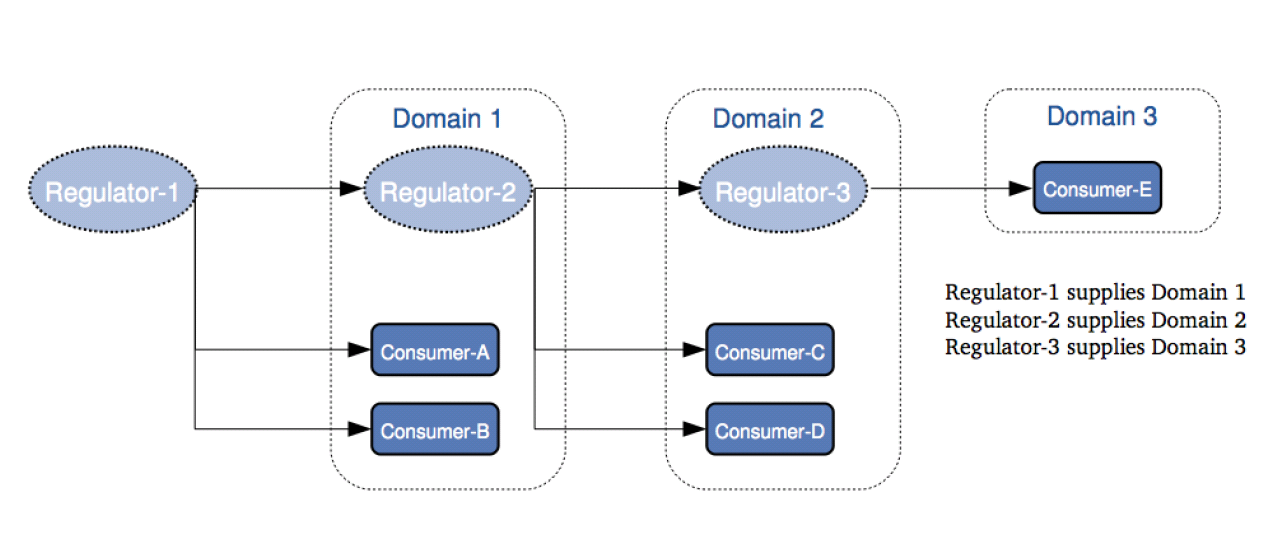 Domain 1
Domain 2
Domain 3
Regulator-1
Regulator-2
Regulator-3
Consumer-E
Regulator-1 supplies Domain 1
Regulator-2 supplies Domain 2
Regulator-3 supplies Domain 3
Consumer-A
Consumer-C
Consumer-B
Consumer-D